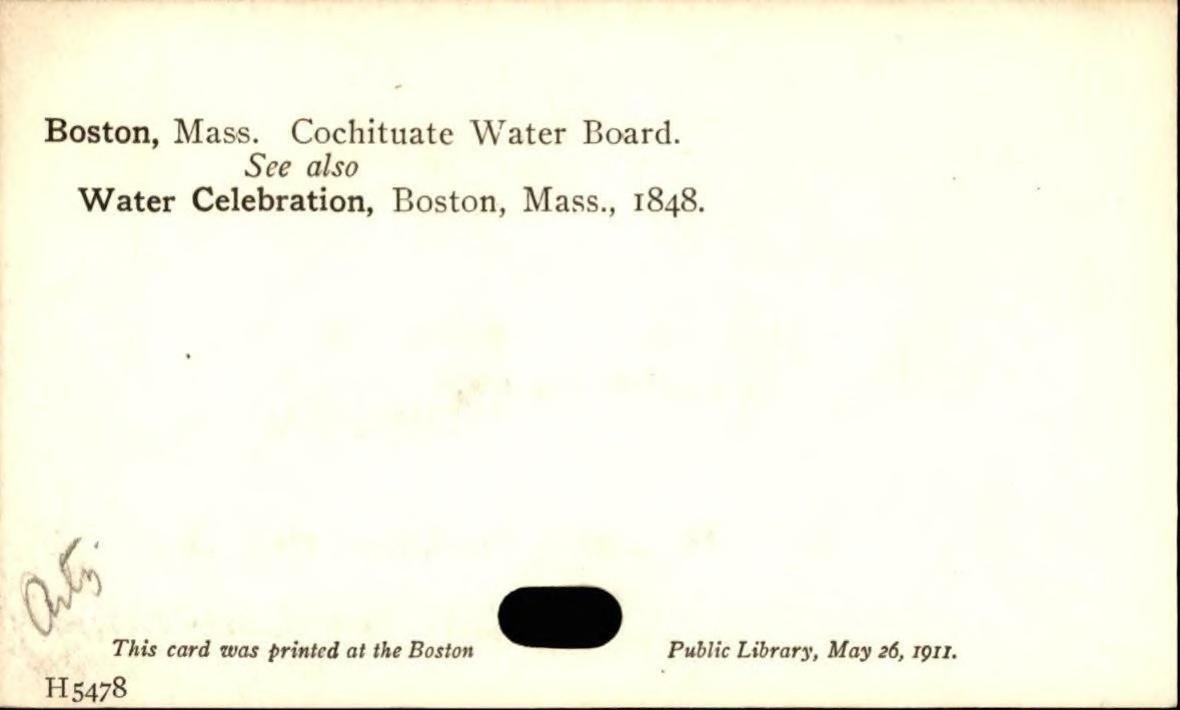 Boston, Mass. Cochituate Water Board.
See also
Water Celebration, Boston, Mass., 1848.
This card was printed at the Boston Public Library, May 26, 1911.
H5478